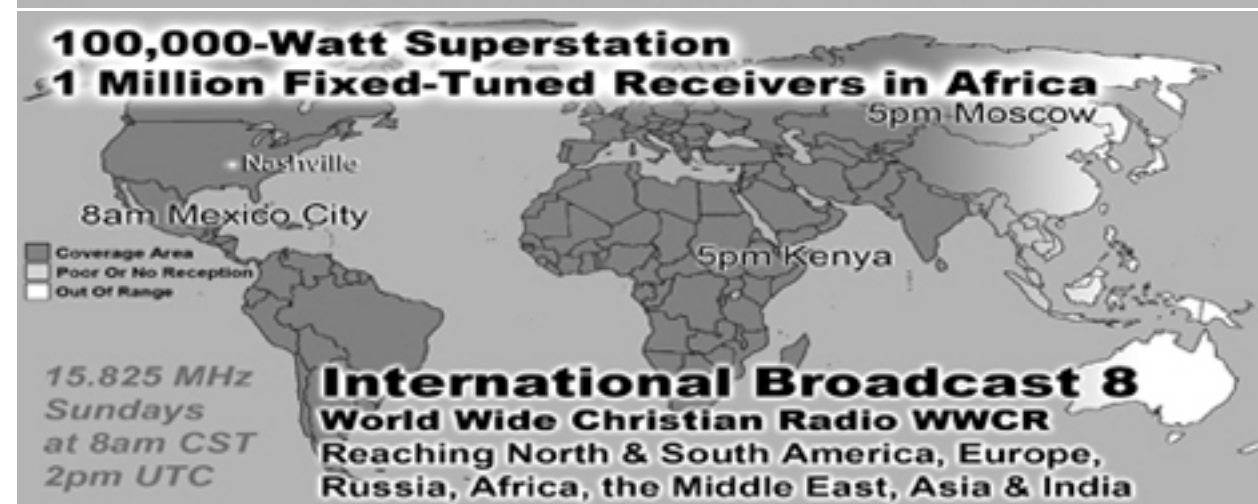 100,000-Watt Superstation
1 Million Fixed-Tuned Receivers in Africa
5pm Moscow
Nashville
8am Mexico City
Coverage Area
Poor Or No Reception
Out Of Range
5pm Kenya
15.825 MHz
Sundays
at 8am CST
2pm UTC
International Broadcast 8
World Wide Christian Radio WWCR
Reaching North & South America, Europe,
Russia, Africa, the Middle East, Asia & India